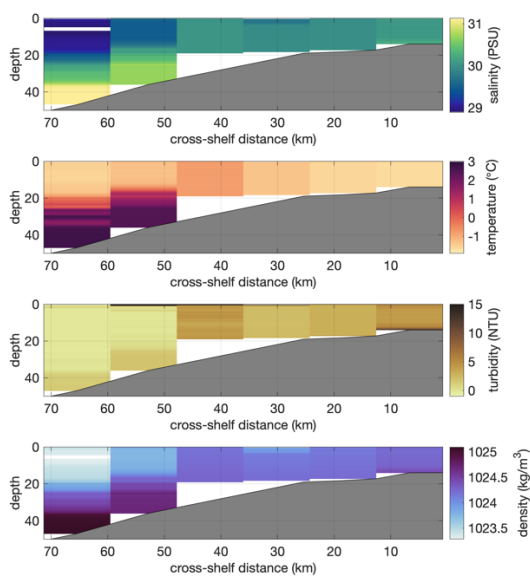 0
20
40
depth
70 60 50 40 30 20 10
cross-shelf distance (km)
31
30
29
salinity (PSU)
0
20
40
depth
70 60 50 40 30 20 10
cross-shelf distance (km)
3
2
1
0
-1
temperature (°C)
0
20
40
depth
70 60 50 40 30 20 10
cross-shelf distance (km)
15
10
5
0
turbidity (NTU)
0
20
40
depth
70 60 50 40 30 20 10
cross-shelf distance (km)
1025
1024.5
1024
1023.5
density (kg/m³)